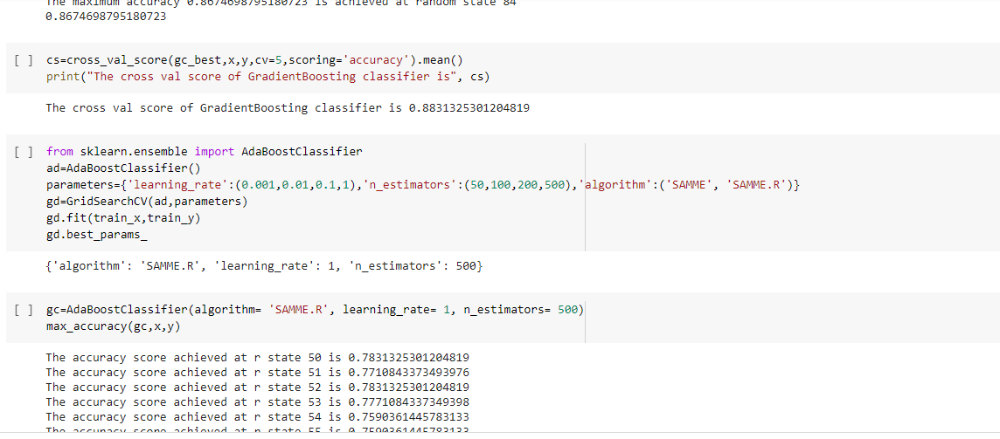 The maximum accuracy 0.8674698795180723 is achieved at random state 84
0.8674698795180723
[ ] cs=cross_val_score(gc_best,x,y,cv=5,scoring='accuracy').mean()
print("The cross val score of GradientBoosting classifier is", cs)
The cross val score of GradientBoosting classifier is 0.8831325301204819
[ ] from sklearn.ensemble import AdaBoostClassifier
ad=AdaBoostClassifier()
parameters={'learning_rate':(0.001,0.01,0.1,1),'n_estimators':(50,100,200,500),'algorithm':('SAMME', 'SAMME.R')}
gd=GridSearchCV(ad,parameters)
gd.fit(train_x,train_y)
gd.best_params_
{'algorithm': 'SAMME.R', 'learning_rate': 1, 'n_estimators': 500}
[ ] gc=AdaBoostClassifier(algorithm= 'SAMME.R', learning_rate= 1, n_estimators= 500)
max_accuracy(gc,x,y)
The accuracy score achieved at r state 50 is 0.7831325301204819
The accuracy score achieved at r state 51 is 0.7710843373493976
The accuracy score achieved at r state 52 is 0.7831325301204819
The accuracy score achieved at r state 53 is 0.7771084337349398
The accuracy score achieved at r state 54 is 0.7590361445783133
The accuracy score achieved at r state 55 is 0.7590361445783133